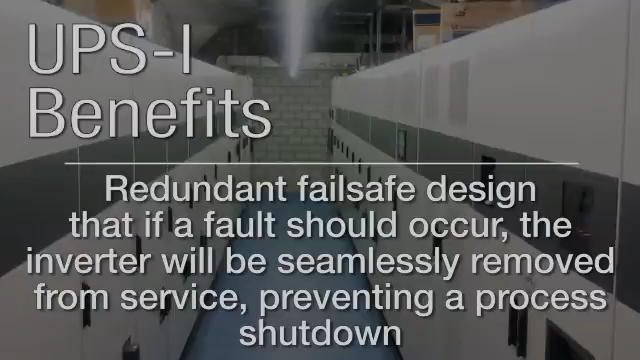 UPS-I
Benefits
Redundant failsafe design
that if a fault should occur, the
inverter will be seamlessly removed
from service, preventing a process
shutdown